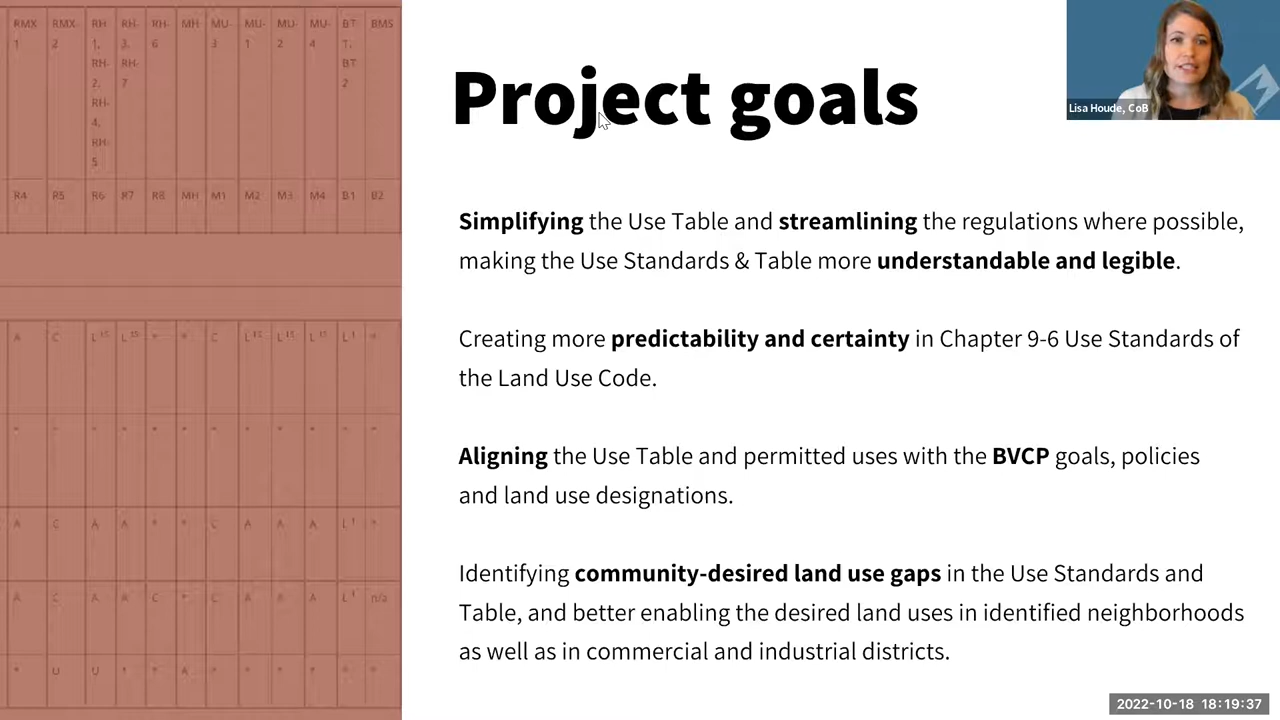 RMX 1
RMX- 2
RH 1, RH- 2, RH- 4, RH- 5
RH- 3, RH- 7
RH- 6
MH
MU- 3
MU- 1
MU- 2
MU- 4
BT 1, BT 2
BMS
R4 R5 R6 R7 R8 MH M1 M2 M3 M4 B1 B2
Project goals
Lisa Houde, CoB
Simplifying the Use Table and streamlining the regulations where possible,
making the Use Standards & Table more understandable and legible.
Creating more predictability and certainty in Chapter 9-6 Use Standards of
the Land Use Code.
Aligning the Use Table and permitted uses with the BVCP goals, policies
and land use designations.
Identifying community-desired land use gaps in the Use Standards and
Table, and better enabling the desired land uses in identified neighborhoods
as well as in commercial and industrial districts.
2022-10-18 18:19:37